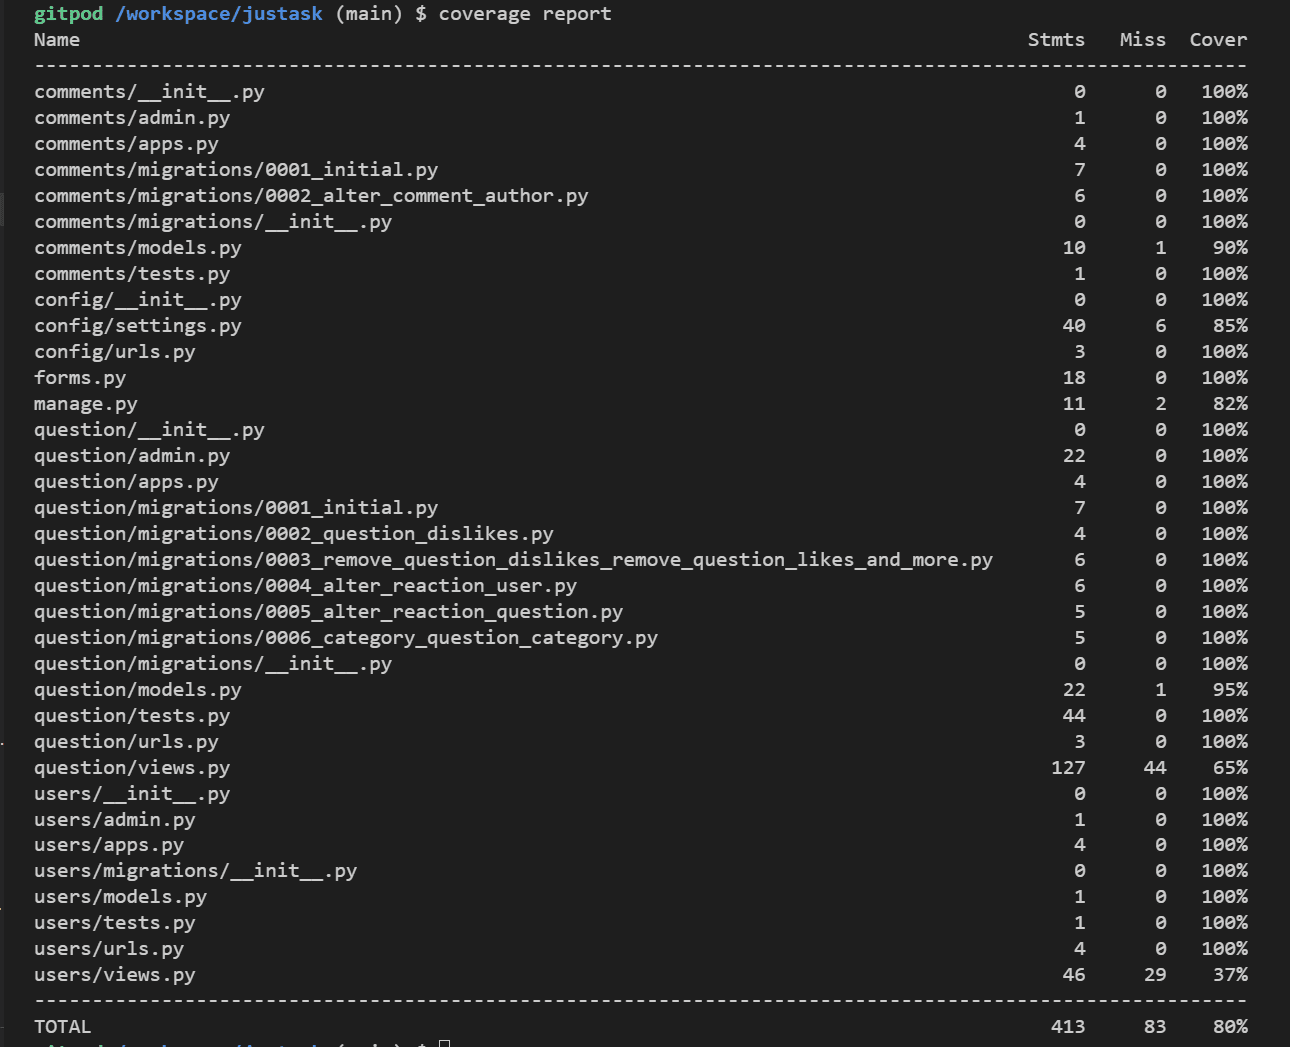 gitpod /workspace/justask (main) $ coverage report
Name Stmts Miss Cover
---------------------------------------------------------------------------------------------------------
comments/__init__.py 0 0 100%
comments/admin.py 1 0 100%
comments/apps.py 4 0 100%
comments/migrations/0001_initial.py 7 0 100%
comments/migrations/0002_alter_comment_author.py 6 0 100%
comments/migrations/__init__.py 0 0 100%
comments/models.py 10 1 90%
comments/tests.py 1 0 100%
config/__init__.py 0 0 100%
config/settings.py 40 6 85%
config/urls.py 3 0 100%
forms.py 18 0 100%
manage.py 11 2 82%
question/__init__.py 0 0 100%
question/admin.py 22 0 100%
question/apps.py 4 0 100%
question/migrations/0001_initial.py 7 0 100%
question/migrations/0002_question_dislikes.py 4 0 100%
question/migrations/0003_remove_question_dislikes_remove_question_likes_and_more.py 6 0 100%
question/migrations/0004_alter_reaction_user.py 6 0 100%
question/migrations/0005_alter_reaction_question.py 5 0 100%
question/migrations/0006_category_question_category.py 5 0 100%
question/migrations/__init__.py 0 0 100%
question/models.py 22 1 95%
question/tests.py 44 0 100%
question/urls.py 3 0 100%
question/views.py 127 44 65%
users/__init__.py 0 0 100%
users/admin.py 1 0 100%
users/apps.py 4 0 100%
users/migrations/__init__.py 0 0 100%
users/models.py 1 0 100%
users/tests.py 1 0 100%
users/urls.py 4 0 100%
users/views.py 46 29 37%
---------------------------------------------------------------------------------------------------------
TOTAL 413 83 80%